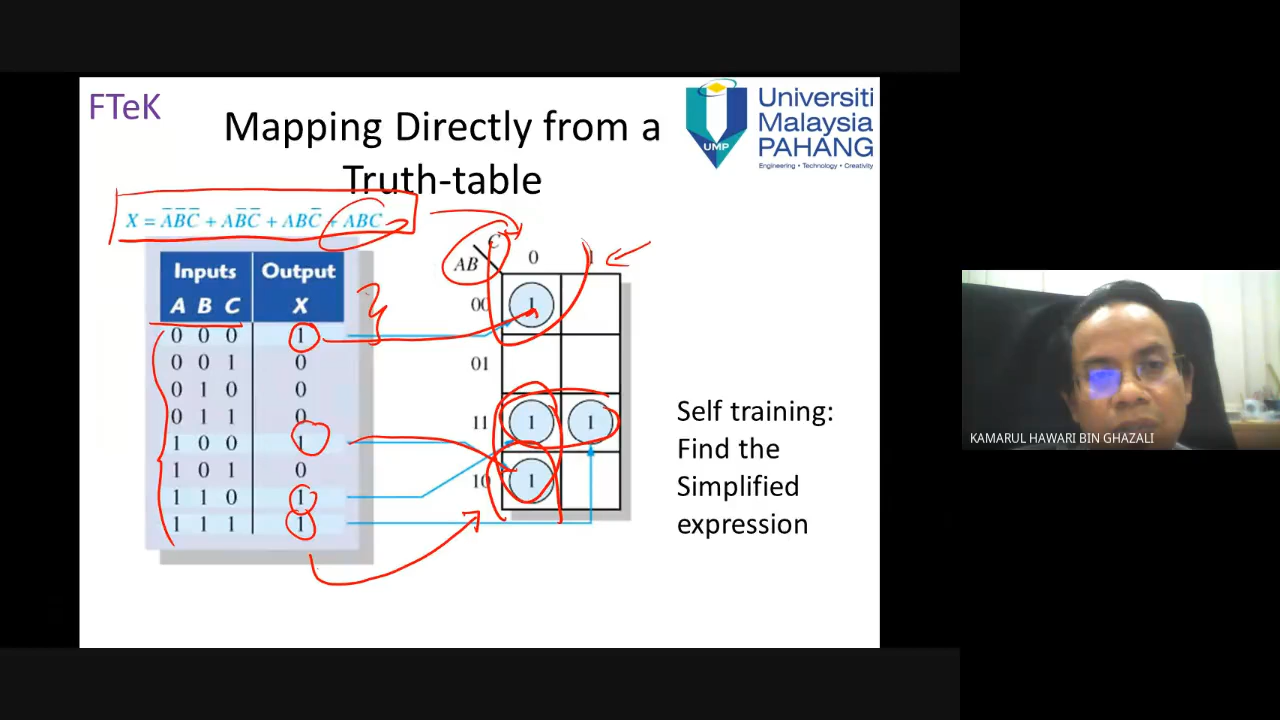 FTeK
Mapping Directly from a
Truth-table
UMP
Universiti
Malaysia
PAHANG
Engineering • Technology • Creativity
X = A̅B̅C̅ + AB̅C̅ + ABC̅ + ABC
Inputs Output
A B C X
0 0 0 1
0 0 1 0
0 1 0 0
0 1 1 0
1 0 0 1
1 0 1 0
1 1 0 1
1 1 1 1
C
AB 0 1
00 1
01
11 1 1
10 1
Self training:
Find the
Simplified
expression
KAMARUL HAWARI BIN GHAZALI